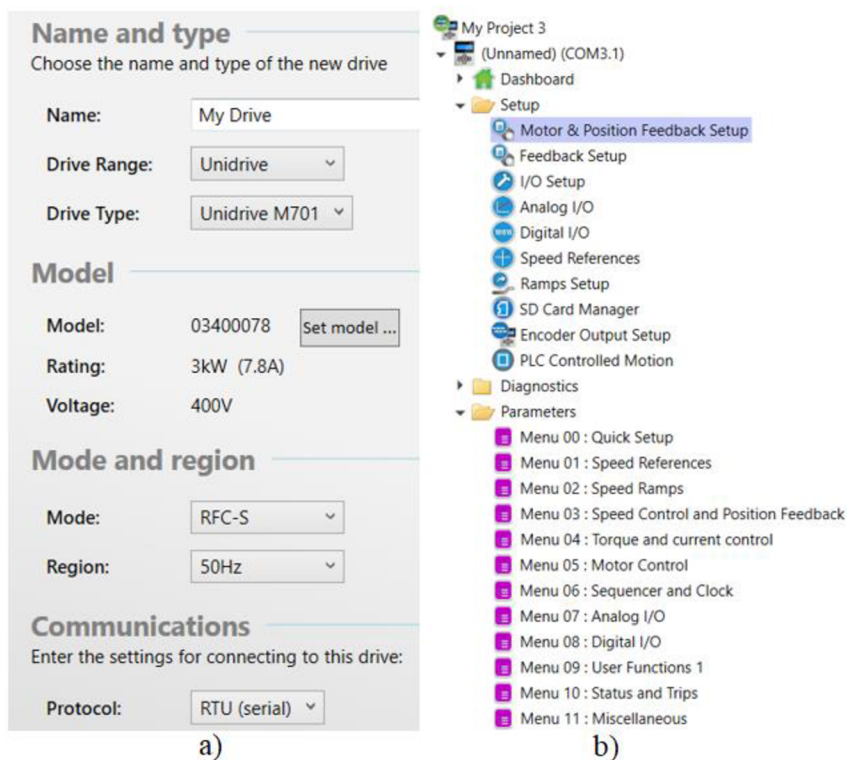 Name and type
Choose the name and type of the new drive
Name: My Drive
Drive Range: Unidrive
Drive Type: Unidrive M701
Model
Model: 03400078 Set model ...
Rating: 3kW (7.8A)
Voltage: 400V
Mode and region
Mode: RFC-S
Region: 50Hz
Communications
Enter the settings for connecting to this drive:
Protocol: RTU (serial)
a)
My Project 3
(Unnamed) (COM3.1)
Dashboard
Setup
Motor & Position Feedback Setup
Feedback Setup
I/O Setup
Analog I/O
Digital I/O
Speed References
Ramps Setup
SD Card Manager
Encoder Output Setup
PLC Controlled Motion
Diagnostics
Parameters
Menu 00 : Quick Setup
Menu 01 : Speed References
Menu 02 : Speed Ramps
Menu 03 : Speed Control and Position Feedback
Menu 04 : Torque and current control
Menu 05 : Motor Control
Menu 06 : Sequencer and Clock
Menu 07 : Analog I/O
Menu 08 : Digital I/O
Menu 09 : User Functions 1
Menu 10 : Status and Trips
Menu 11 : Miscellaneous
b)